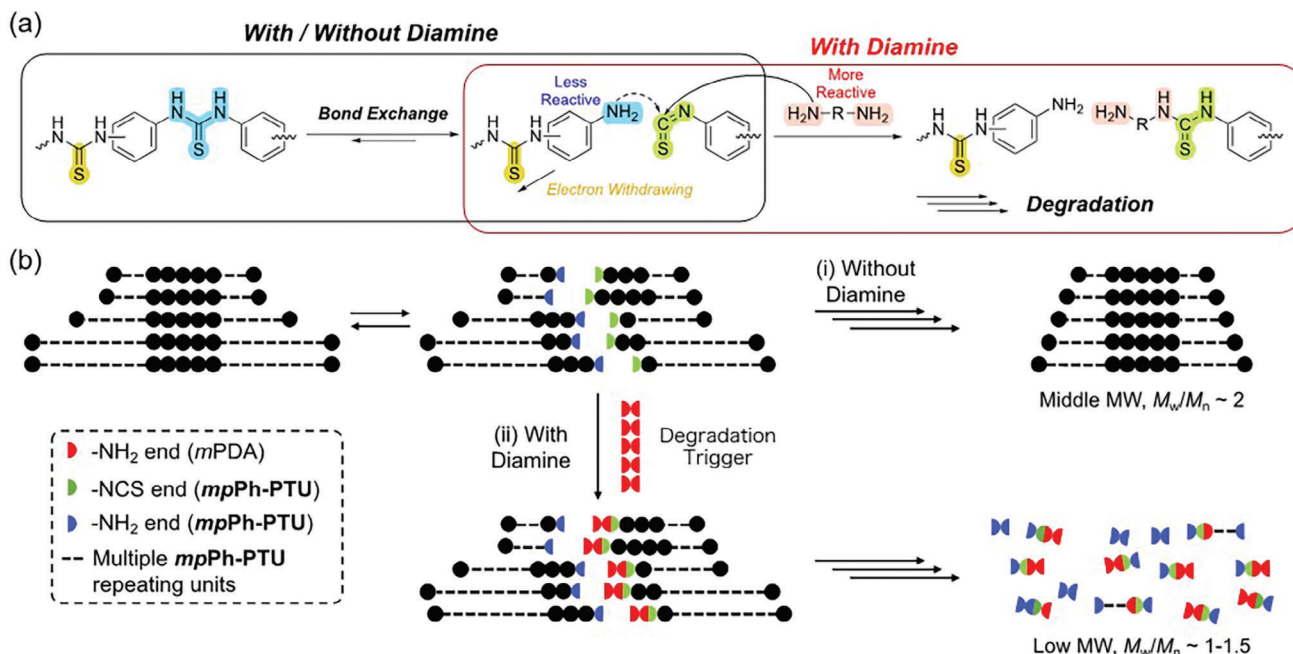 (a)
With / Without Diamine
With Diamine
Bond Exchange
Less
Reactive
More
Reactive
H H
N N
S
H H
N N
S
H H
N N
S
NH₂
N
C
S
H₂N-R-NH₂
Electron Withdrawing
H H
N N
S
NH₂
H₂N
R
H H
N N
S
Degradation
(b)
(i) Without
Diamine
Middle MW, Mw/Mn ~ 2
(ii) With
Diamine
Degradation
Trigger
-NH₂ end (mPDA)
-NCS end (mpPh-PTU)
-NH₂ end (mpPh-PTU)
Multiple mpPh-PTU
repeating units
Low MW, Mw/Mn ~ 1-1.5